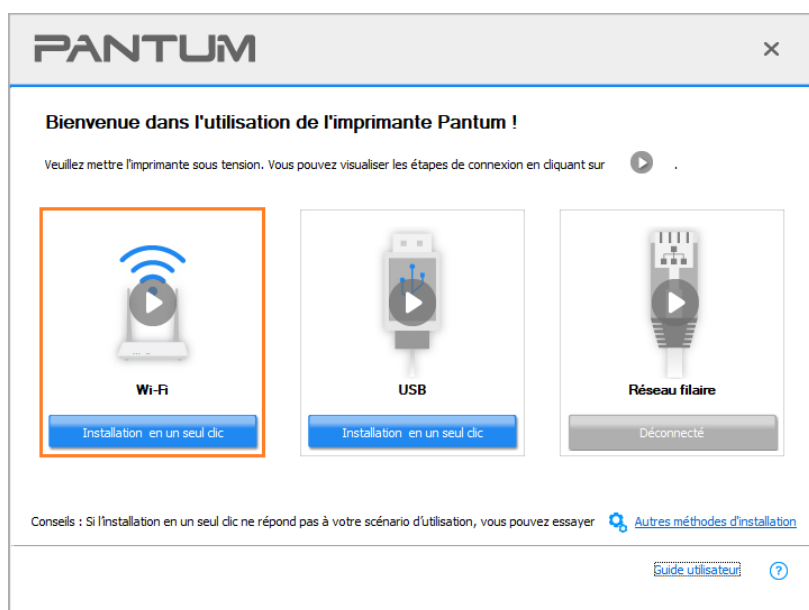 PANTUM
Bienvenue dans l'utilisation de l'imprimante Pantum !
Veuillez mettre l'imprimante sous tension. Vous pouvez visualiser les étapes de connexion en cliquant sur .
Wi-Fi
USB
Réseau filaire
Installation en un seul clic
Installation en un seul clic
Déconnecté
Conseils : Si l'installation en un seul clic ne répond pas à votre scénario d'utilisation, vous pouvez essayer Autres méthodes d'installation
Guide utilisateur ?